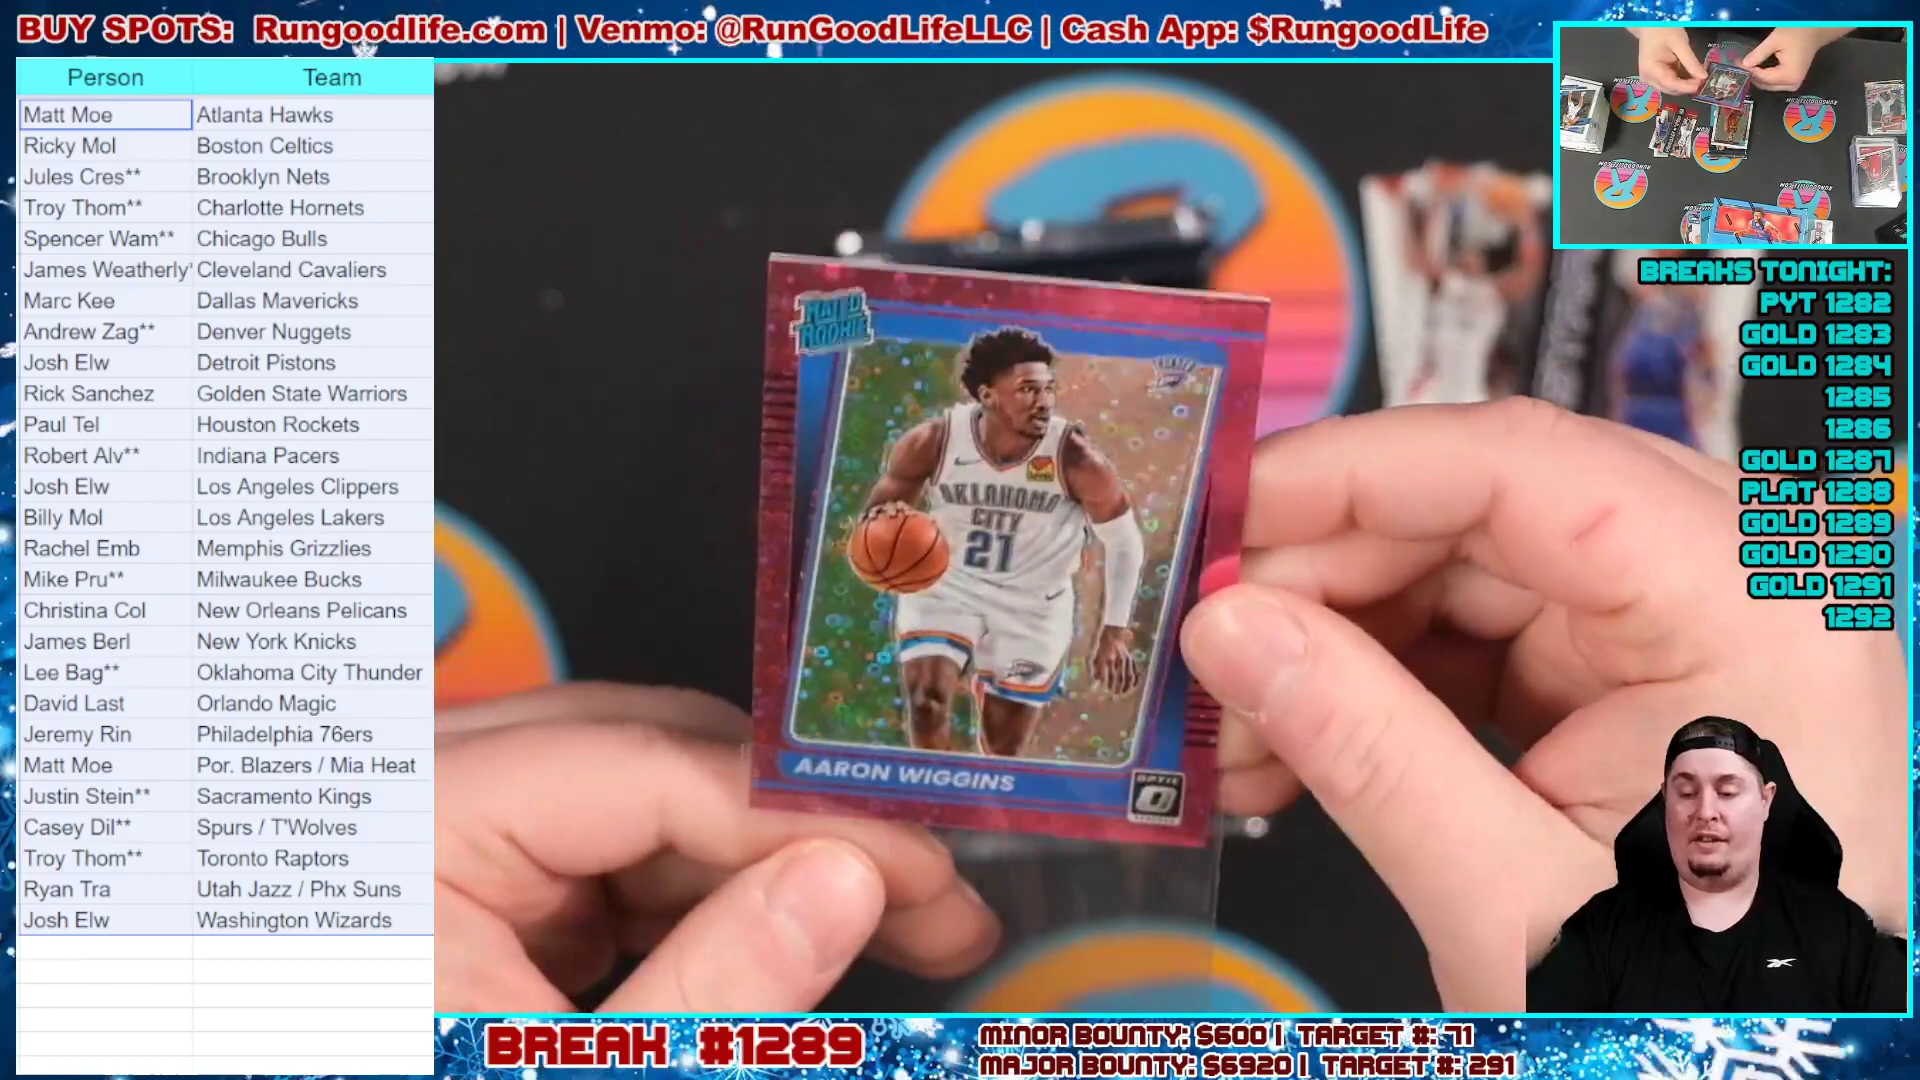 BUY SPOTS: Rungoodlife.com | Venmo: @RunGoodLifeLLC | Cash App: $RungoodLife
Person Team
Matt Moe Atlanta Hawks
Ricky Mol Boston Celtics
Jules Cres** Brooklyn Nets
Troy Thom** Charlotte Hornets
Spencer Wam** Chicago Bulls
James Weatherly* Cleveland Cavaliers
Marc Kee Dallas Mavericks
Andrew Zag** Denver Nuggets
Josh Elw Detroit Pistons
Rick Sanchez Golden State Warriors
Paul Tel Houston Rockets
Robert Alv** Indiana Pacers
Josh Elw Los Angeles Clippers
Billy Mol Los Angeles Lakers
Rachel Emb Memphis Grizzlies
Mike Pru** Milwaukee Bucks
Christina Col New Orleans Pelicans
James Berl New York Knicks
Lee Bag** Oklahoma City Thunder
David Last Orlando Magic
Jeremy Rin Philadelphia 76ers
Matt Moe Por. Blazers / Mia Heat
Justin Stein** Sacramento Kings
Casey Dil** Spurs / T'Wolves
Troy Thom** Toronto Raptors
Ryan Tra Utah Jazz / Phx Suns
Josh Elw Washington Wizards
RATED
ROOKIE
OKLAHOMA
CITY
21
AARON WIGGINS
OPTIC
BREAKS TONIGHT:
PYT 1282
GOLD 1283
GOLD 1284
1285
1286
GOLD 1287
PLAT 1288
GOLD 1289
GOLD 1290
GOLD 1291
1292
BREAK #1289
MINOR BOUNTY: $600 | TARGET #: 71
MAJOR BOUNTY: $6920 | TARGET #: 291